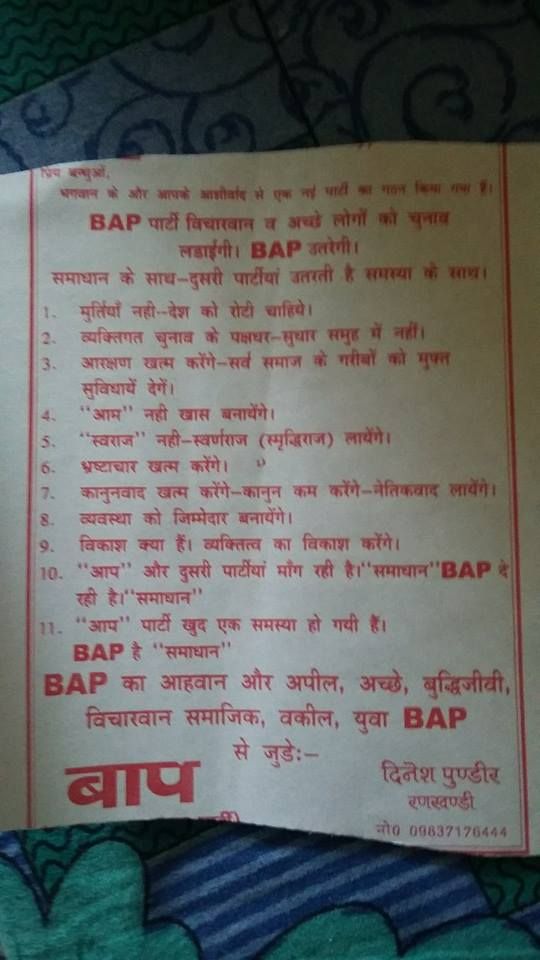 प्रिय बन्धुओं,
भगवान के और आपके आशीर्वाद से एक नई पार्टी का गठन किया गया हैं।
BAP पार्टी विचारवान व अच्छे लोगों को चुनाव
लडाईगी। BAP उतरेगी।
समाधान के साथ–दुसरी पार्टीयां उतरती है समस्या के साथ।
1. मुर्तियाँ नही–देश को रोटी चाहिये।
2. व्यक्तिगत चुनाव के पक्षधर–सुधार समुह में नहीं।
3. आरक्षण खत्म करेंगे–सर्व समाज के गरीबों को मुफ्त
सुविधायें देगें।
4. "आम" नही खास बनायेंगे।
5. "स्वराज" नही–स्वर्णराज (स्मृद्धिराज) लायेंगे।
6. भ्रष्टाचार खत्म करेंगे।
7. कानुनवाद खत्म करेंगे–कानुन कम करेंगे–नेतिकवाद लायेंगे।
8. व्यवस्था को जिम्मेदार बनायेंगे।
9. विकाश क्या हैं। व्यक्तित्व का विकाश करेंगे।
10. "आप" और दुसरी पार्टीयां माँग रही है।"समाधान" BAP दे
रही है।"समाधान"
11. "आप" पार्टी खुद एक समस्या हो गयी हैं।
BAP है "समाधान"
BAP का आहवान और अपील, अच्छे, बुद्धिजीवी,
विचारवान समाजिक, वकील, युवा BAP
से जुडेः–
बाप
दिनेश पुण्डीर
रणखण्डी
नो0 09837176444